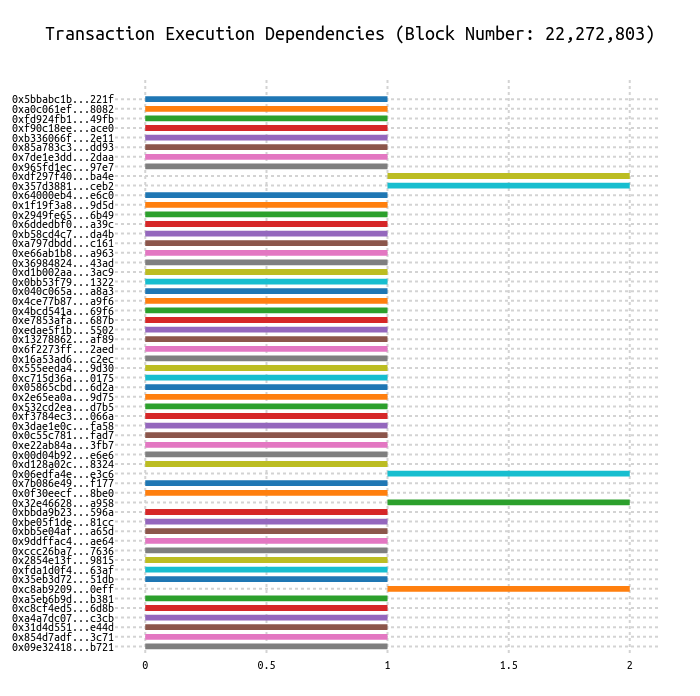 Transaction Execution Dependencies (Block Number: 22,272,803)
0x5bbabc1b...221f
0xa0c061ef...8082
0xfd924fb1...49fb
0xf90c18ee...ace0
0xb336066f...2e11
0x85a783c3...dd93
0x7de1e3dd...2daa
0x965fd1ec...97e7
0xdf297f40...ba4e
0x357d3881...ceb2
0x64000eb4...e6c0
0x1f19f3a8...9d5d
0x2949fe65...6b49
0x6ddedbf0...a39c
0xb58cd4c7...da4b
0xa797dbdd...c161
0xe66ab1b8...a963
0x36984824...43ad
0xd1b002aa...3ac9
0x0bb53f79...1322
0x040c065a...a8a3
0x4ce77b87...a9f6
0x4bcd541a...69f6
0xe7853afa...687b
0xedae5f1b...5502
0x13278862...af89
0x6f2273ff...2aed
0x16a53ad6...c2ec
0x555eeda4...9d30
0xc715d36a...0175
0x05865cbd...6d2a
0x2e65ea0a...9d75
0x532cd2ea...d7b5
0xf3784ec3...066a
0x3dae1e0c...fa58
0x0c55c781...fad7
0xe22ab84a...3fb7
0x00d04b92...e6e6
0xd128a02c...8324
0x06edfa4e...e3c6
0x7b086e49...f177
0x0f30eecf...8be0
0x32e46628...a958
0xbbda9b23...596a
0xbe05f1de...81cc
0xbb5e04af...a65d
0x9ddffac4...ae64
0xccc26ba7...7636
0x2854e13f...9815
0xfda1d0f4...63af
0x35eb3d72...51db
0xc8ab9209...0eff
0xa5eb6b9d...b381
0xc8cf4ed5...6d8b
0xa4a7dc07...c3cb
0x31d4d551...e44d
0x854d7adf...3c71
0x09e32418...b721
0 0.5 1 1.5 2